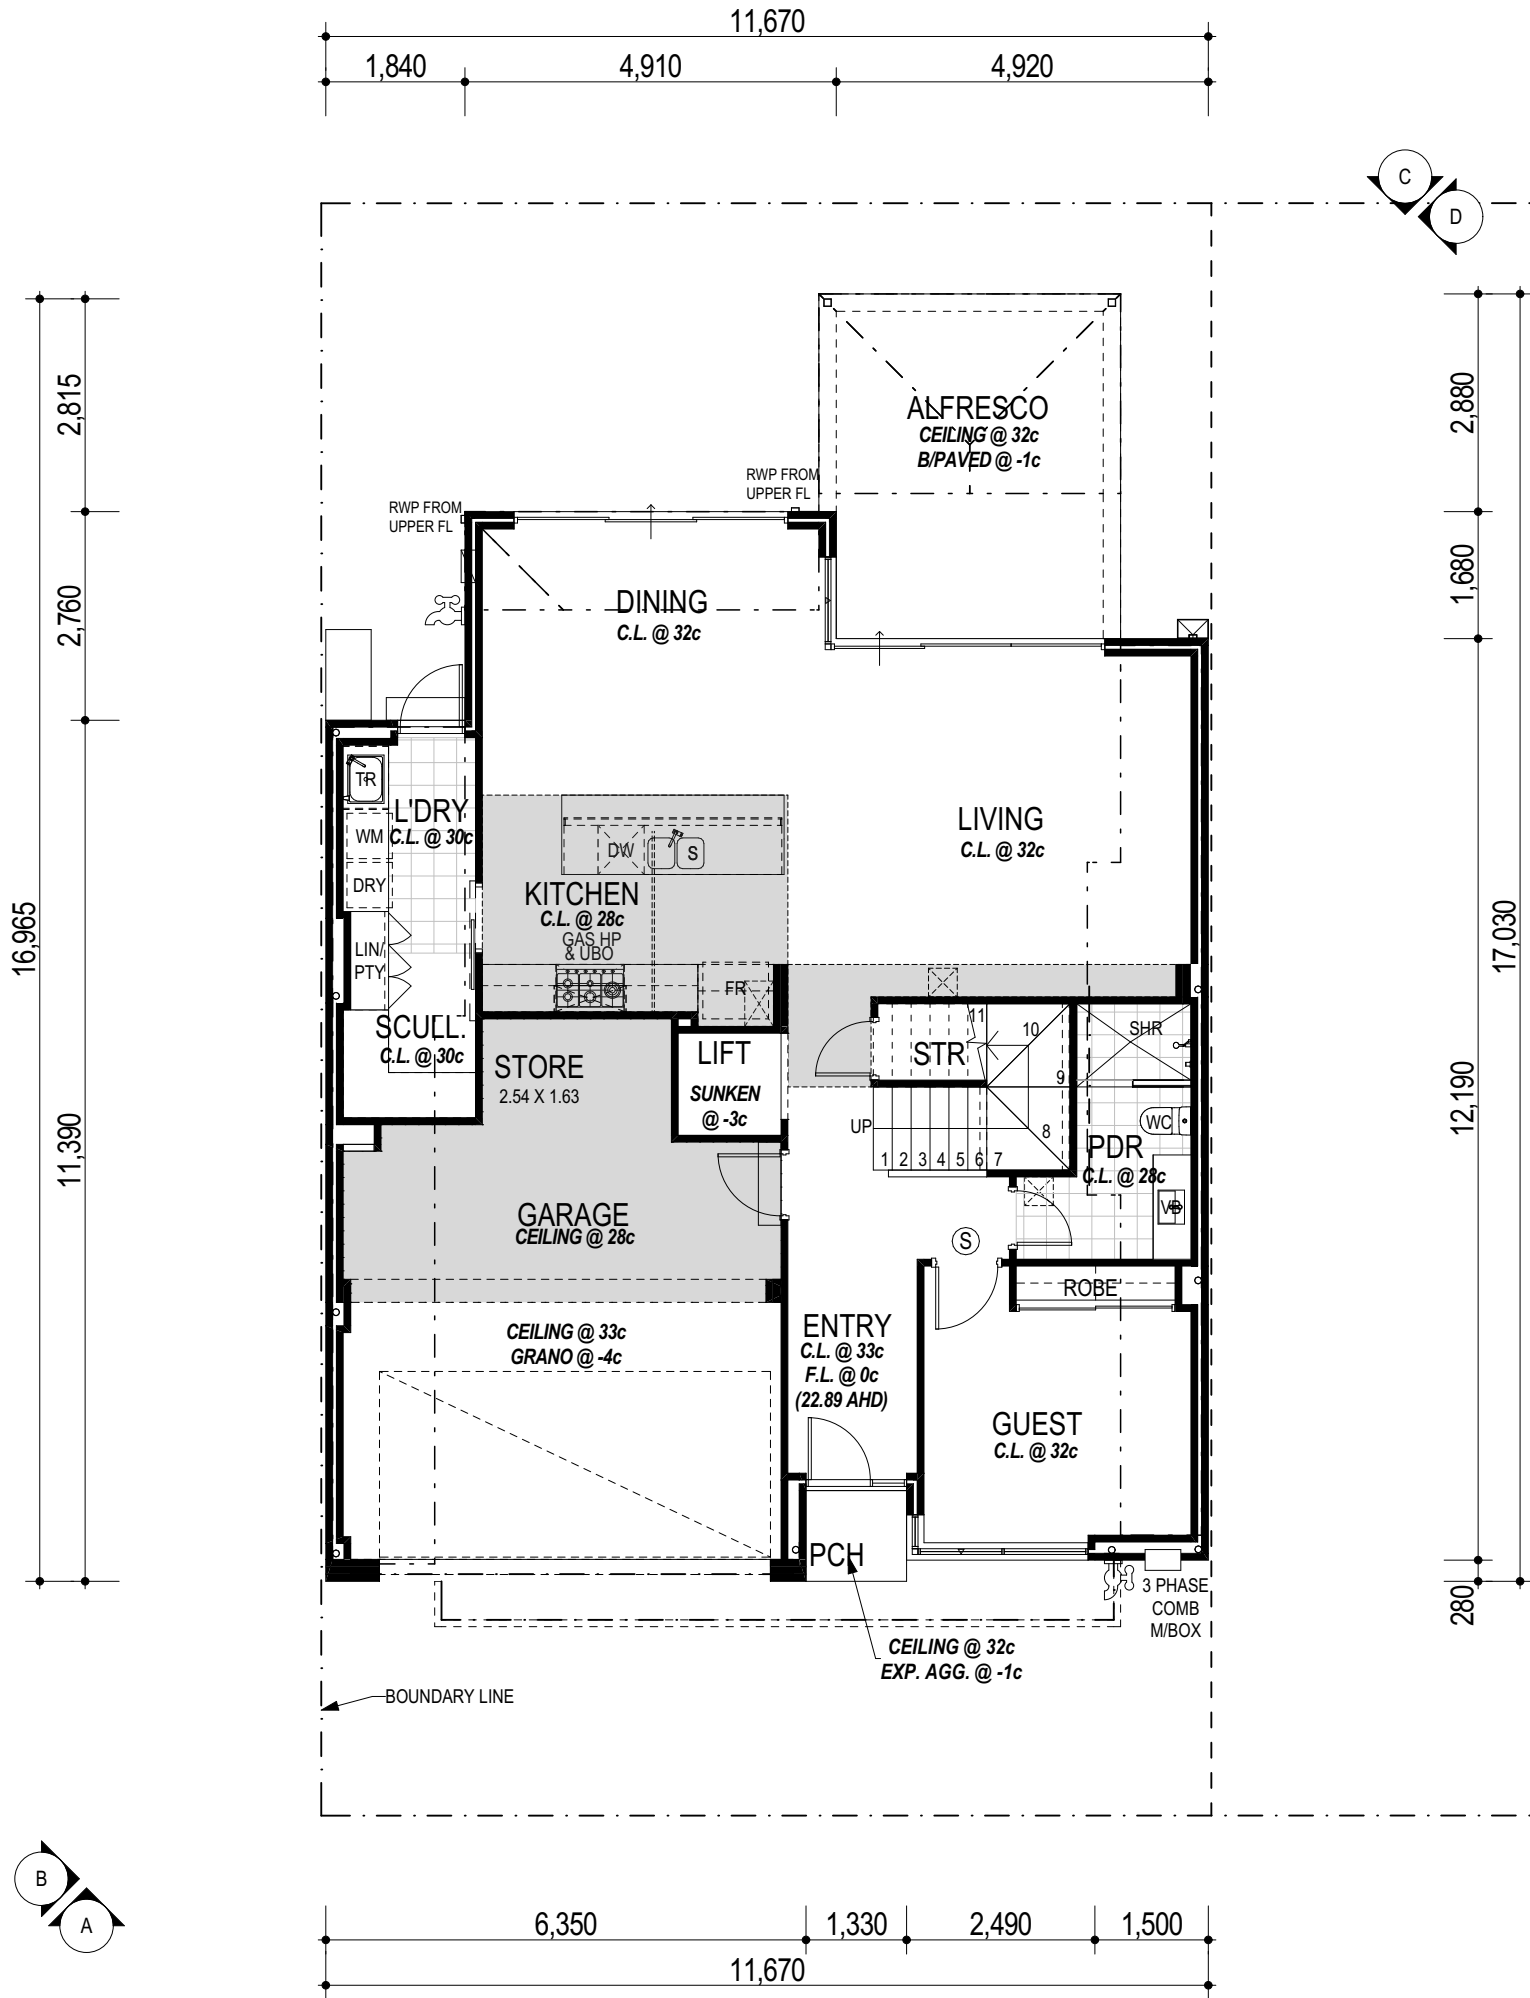 11,670
1,840
4,910
4,920
C
D
2,815
2,880
ALFRESCO
CEILING @ 32c
B/PAVED @ -1c
RWP FROM
UPPER FL
RWP FROM
UPPER FL
2,760
1,680
DINING
C.L. @ 32c
TR
L'DRY
C.L. @ 30c
WM
DRY
LIN/
PTY
DW
S
KITCHEN
C.L. @ 28c
GAS HP
& UBO
FR
LIVING
C.L. @ 32c
16,965
17,030
SCULL.
C.L. @ 30c
STORE
2.54 X 1.63
LIFT
SUNKEN
@ -3c
STR
11
10
9
8
SHR
UP
1
2
3
4
5
6
7
WC
PDR
C.L. @ 28c
VB
11,390
12,190
GARAGE
CEILING @ 28c
S
ROBE
CEILING @ 33c
GRANO @ -4c
ENTRY
C.L. @ 33c
F.L. @ 0c
(22.89 AHD)
GUEST
C.L. @ 32c
PCH
3 PHASE
COMB
M/BOX
280
CEILING @ 32c
EXP. AGG. @ -1c
BOUNDARY LINE
B
A
6,350
1,330
2,490
1,500
11,670